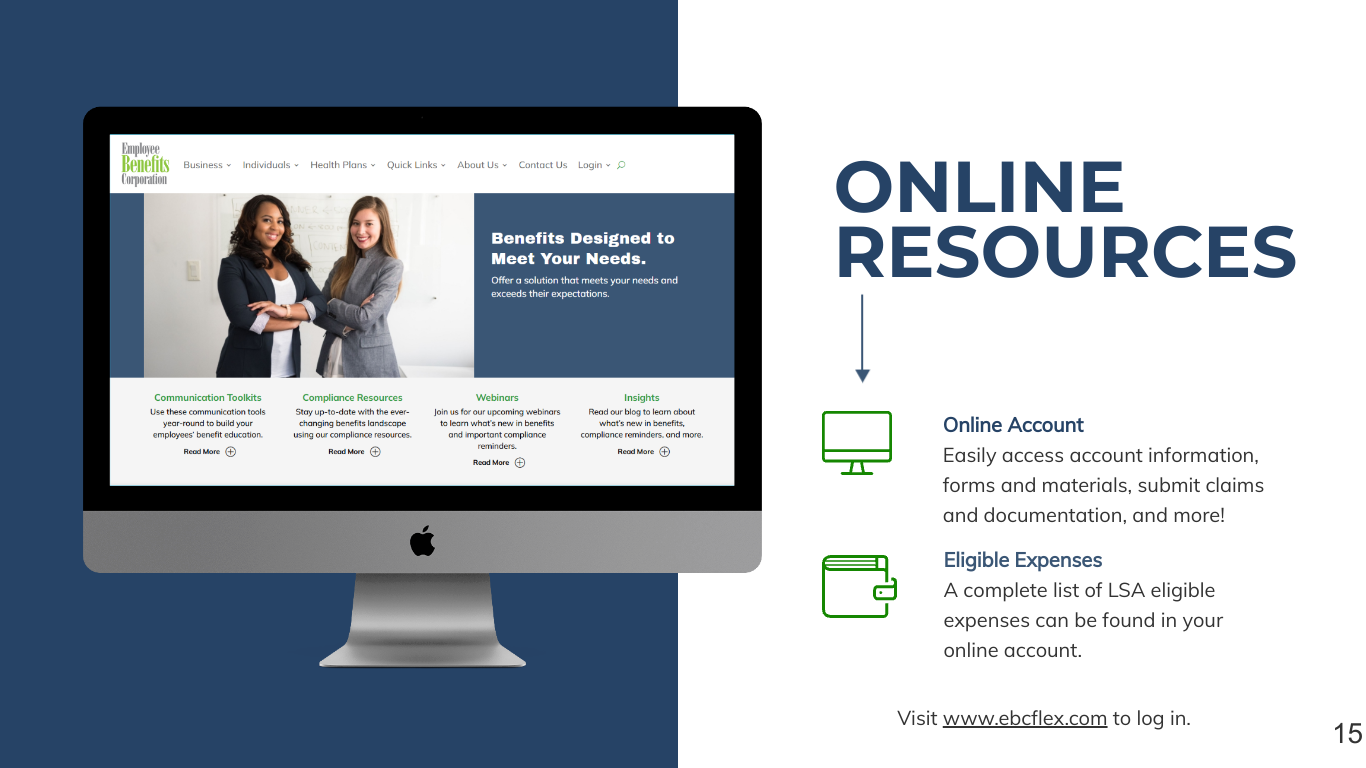 Employee
Benefits
Corporation
Business
Individuals
Health Plans
Quick Links
About Us
Contact Us
Login
Benefits Designed to
Meet Your Needs.
Offer a solution that meets your needs and
exceeds their expectations.
Communication Toolkits
Use these communication tools
year-round to build your
employees' benefit education.
Read More
Compliance Resources
Stay up-to-date with the ever-
changing benefits landscape
using our compliance resources.
Read More
Webinars
Join us for our upcoming webinars
to learn what's new in benefits
and important compliance
reminders.
Read More
Insights
Read our blog to learn about
what's new in benefits,
compliance reminders, and more.
Read More
ONLINE
RESOURCES
Online Account
Easily access account information,
forms and materials, submit claims
and documentation, and more!
Eligible Expenses
A complete list of LSA eligible
expenses can be found in your
online account.
Visit www.ebcflex.com to log in.
15